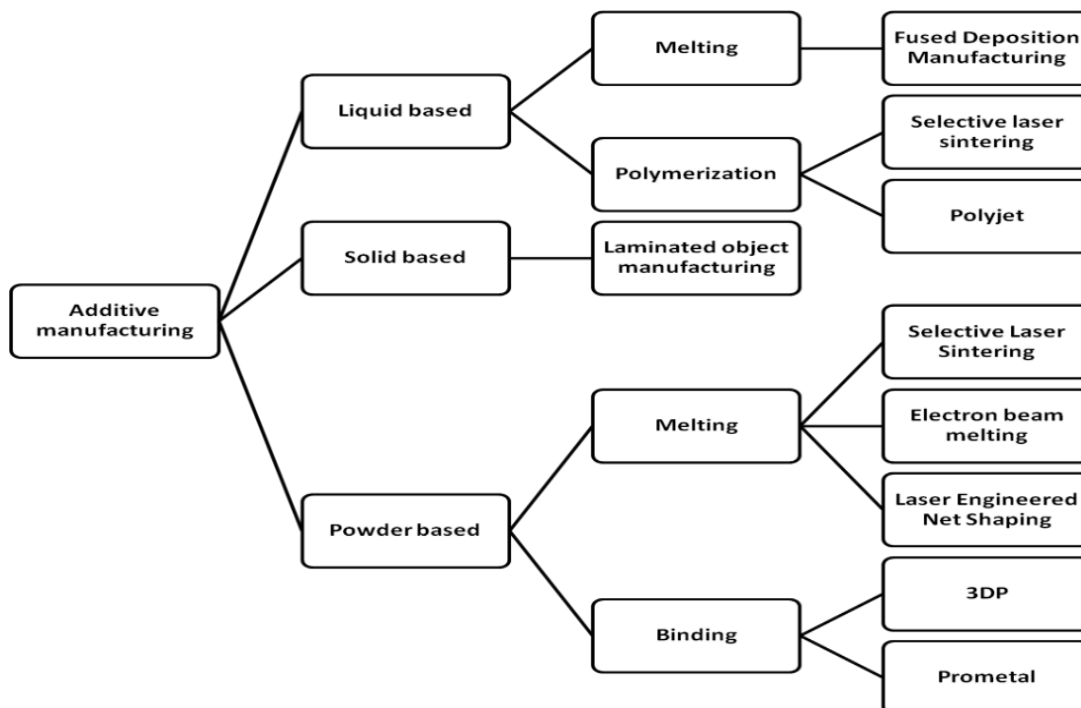 Additive
manufacturing
Liquid based
Melting
Fused Deposition
Manufacturing
Polymerization
Selective laser
sintering
Polyjet
Solid based
Laminated object
manufacturing
Powder based
Melting
Selective Laser
Sintering
Electron beam
melting
Laser Engineered
Net Shaping
Binding
3DP
Prometal